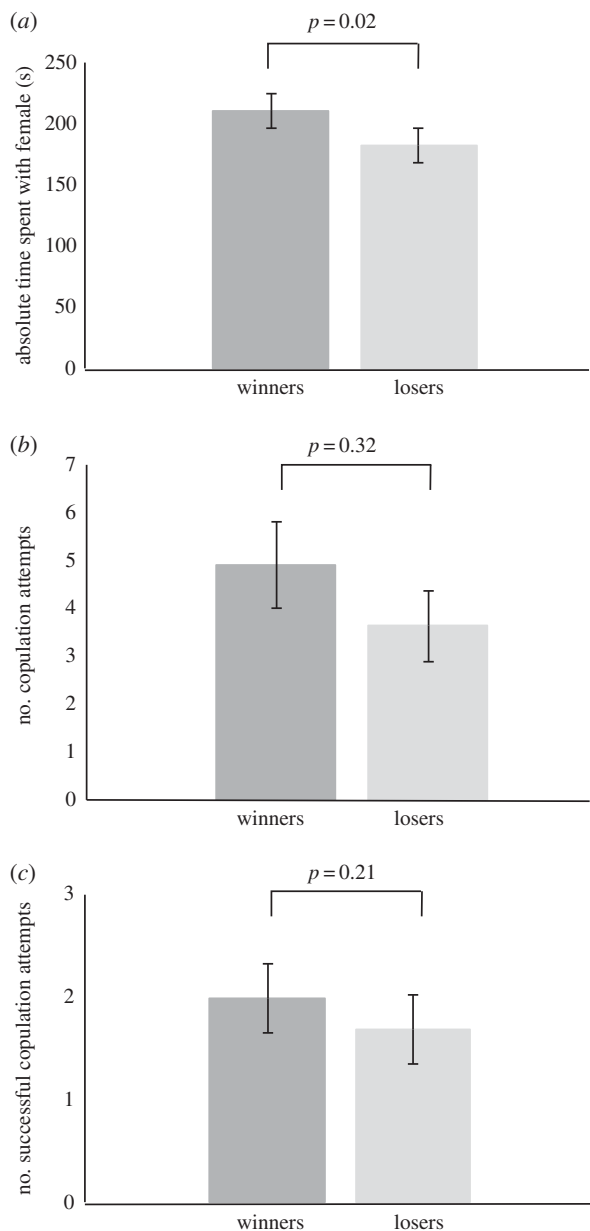 (a)
p = 0.02
250
200
150
100
50
0
absolute time spent with female (s)
winners losers
(b)
p = 0.32
7
6
5
4
3
2
1
0
no. copulation attempts
winners losers
(c)
p = 0.21
3
2
1
0
no. successful copulation attempts
winners losers